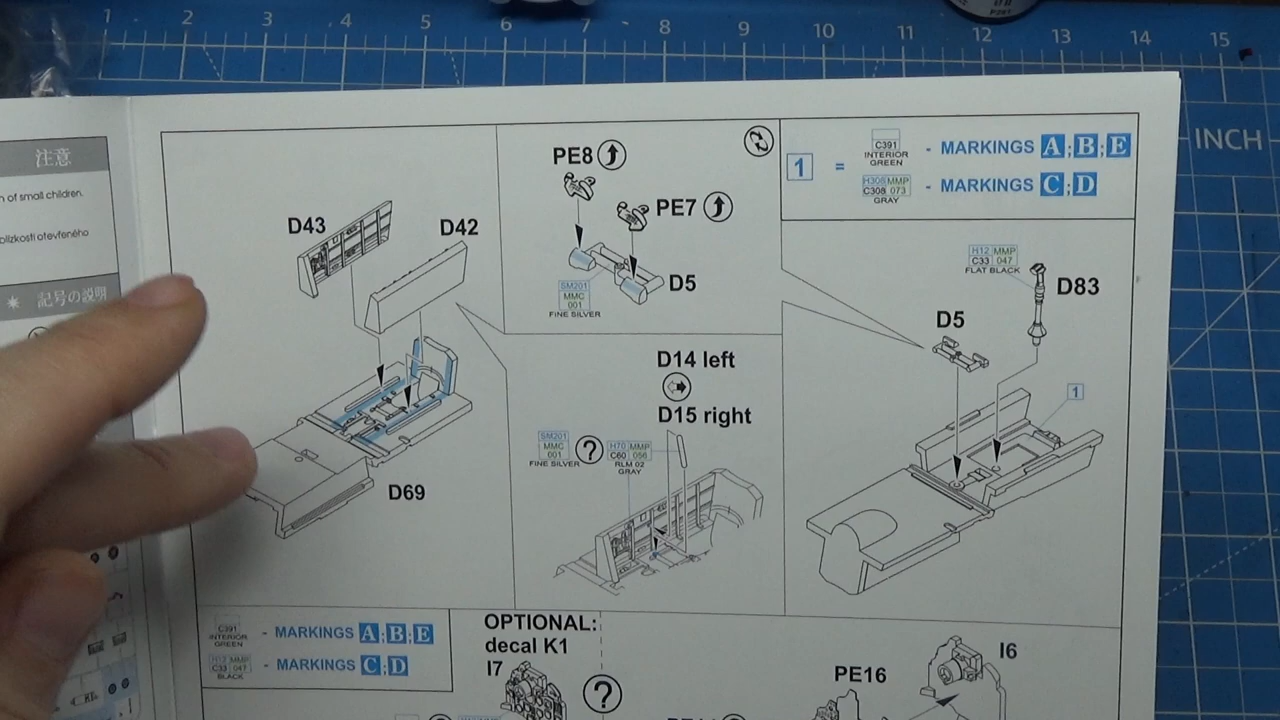 1 2 3 4 5 6 7 8 9 10 11 12 13 14 15
INCH
注意
n of small children.
blízkosti otevřeného
記号の説明
D43
D42
D69
PE8
PE7
D5
SM201
MMC
001
FINE SILVER
1 =
C391
INTERIOR
GREEN
- MARKINGS A;B;E
H308 MMP
C308 073
GRAY
- MARKINGS C;D
D14 left
D15 right
SM201
MMC
001
FINE SILVER
?
H70 MMP
C60 056
RLM 02
GRAY
H12 MMP
C33 047
FLAT BLACK
D83
D5
1
C391
INTERIOR
GREEN
- MARKINGS A;B;E
H12 MMP
C33 047
BLACK
- MARKINGS C;D
OPTIONAL:
decal K1
I7
?
PE16
I6